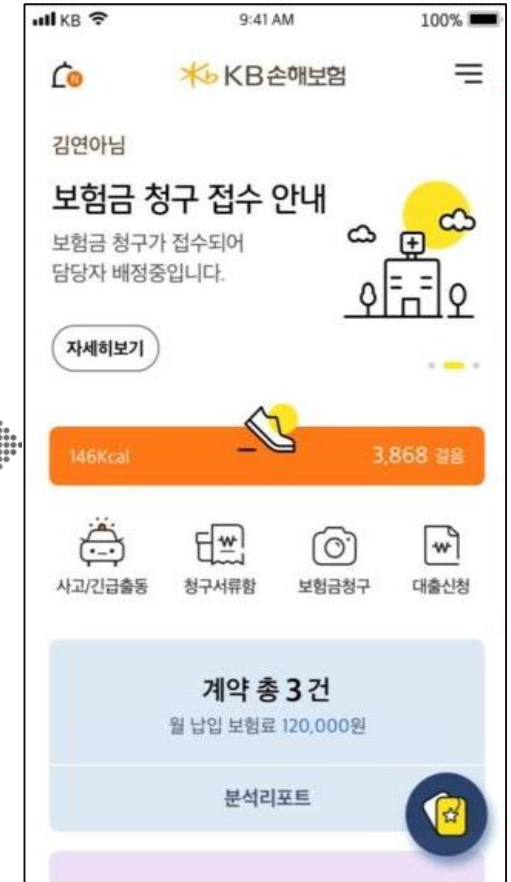 KB 9:41 AM 100%
N KB손해보험
김연아님
보험금 청구 접수 안내
보험금 청구가 접수되어
담당자 배정중입니다.
자세히보기
146Kcal 3,868 걸음
사고/긴급출동 청구서류함 보험금청구 대출신청
계약 총 3 건
월 납입 보험료 120,000원
분석리포트